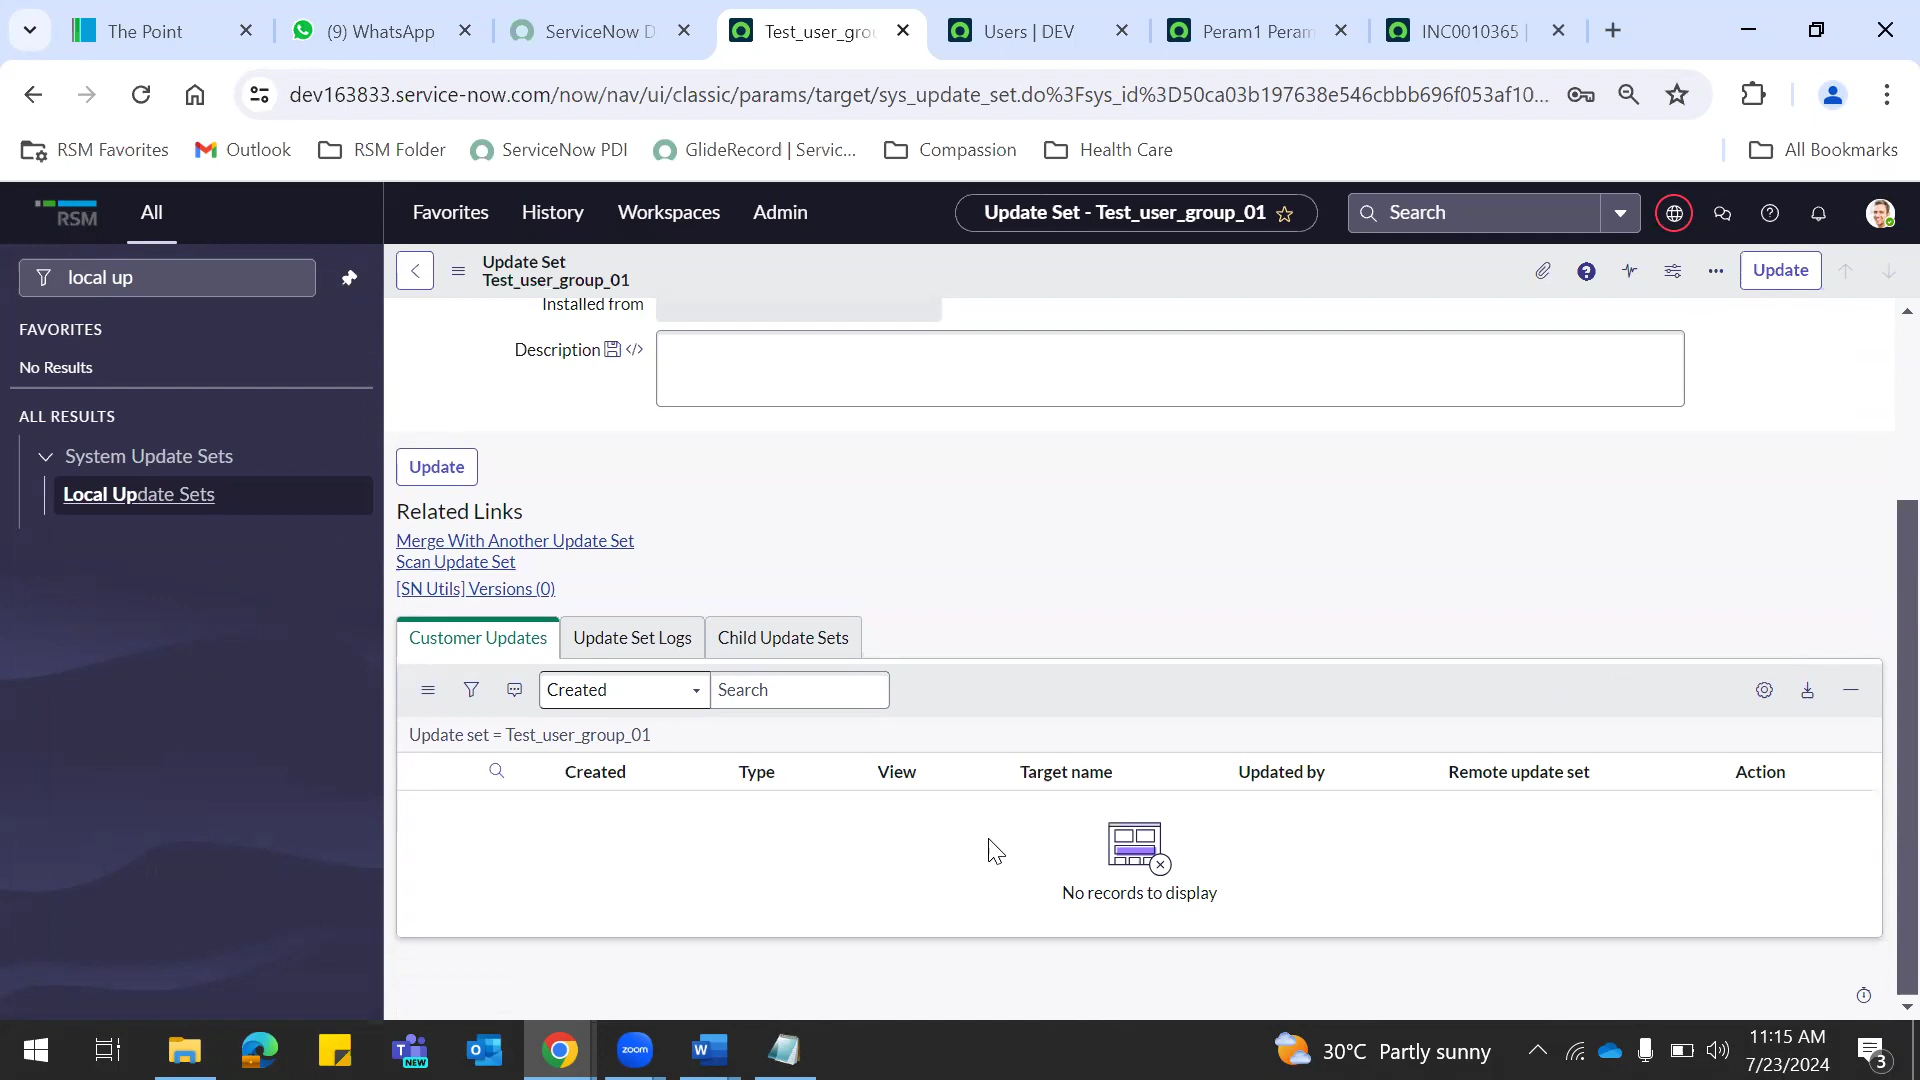 The Point
(9) WhatsApp
ServiceNow D
Test_user_gro
Users | DEV
Peram1 Peram
INC0010365 |
dev163833.service-now.com/now/nav/ui/classic/params/target/sys_update_set.do%3Fsys_id%3D50ca03b197638e546cbbb696f053af10...
RSM Favorites
Outlook
RSM Folder
ServiceNow PDI
GlideRecord | Servic...
Compassion
Health Care
All Bookmarks
RSM
All
Favorites
History
Workspaces
Admin
Update Set - Test_user_group_01
Search
local up
Update Set
Test_user_group_01
Update
FAVORITES
No Results
ALL RESULTS
System Update Sets
Local Update Sets
Installed from
Description
Update
Related Links
Merge With Another Update Set
Scan Update Set
[SN Utils] Versions (0)
Customer Updates
Update Set Logs
Child Update Sets
Created
Search
Update set = Test_user_group_01
Created
Type
View
Target name
Updated by
Remote update set
Action
No records to display
NEW
zoom
30°C Partly sunny
11:15 AM
7/23/2024
3